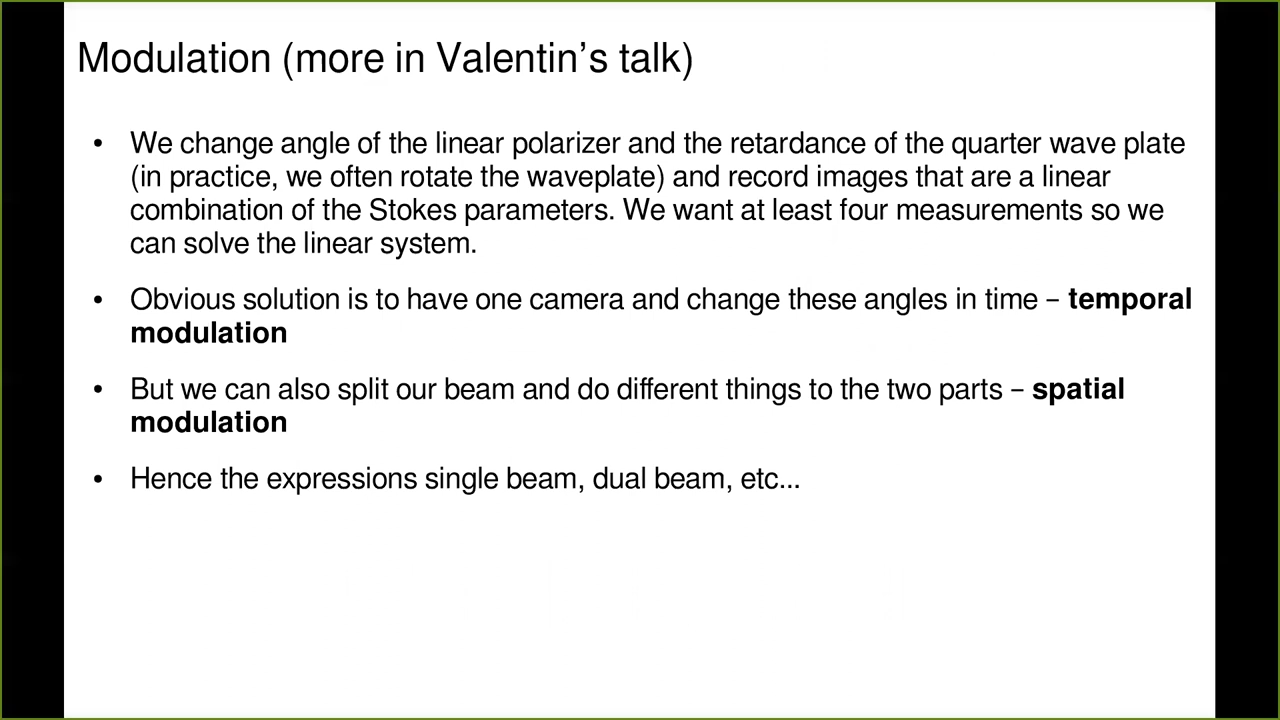 Modulation (more in Valentin’s talk)
• We change angle of the linear polarizer and the retardance of the quarter wave plate
(in practice, we often rotate the waveplate) and record images that are a linear
combination of the Stokes parameters. We want at least four measurements so we
can solve the linear system.
• Obvious solution is to have one camera and change these angles in time – temporal
modulation
• But we can also split our beam and do different things to the two parts – spatial
modulation
• Hence the expressions single beam, dual beam, etc...